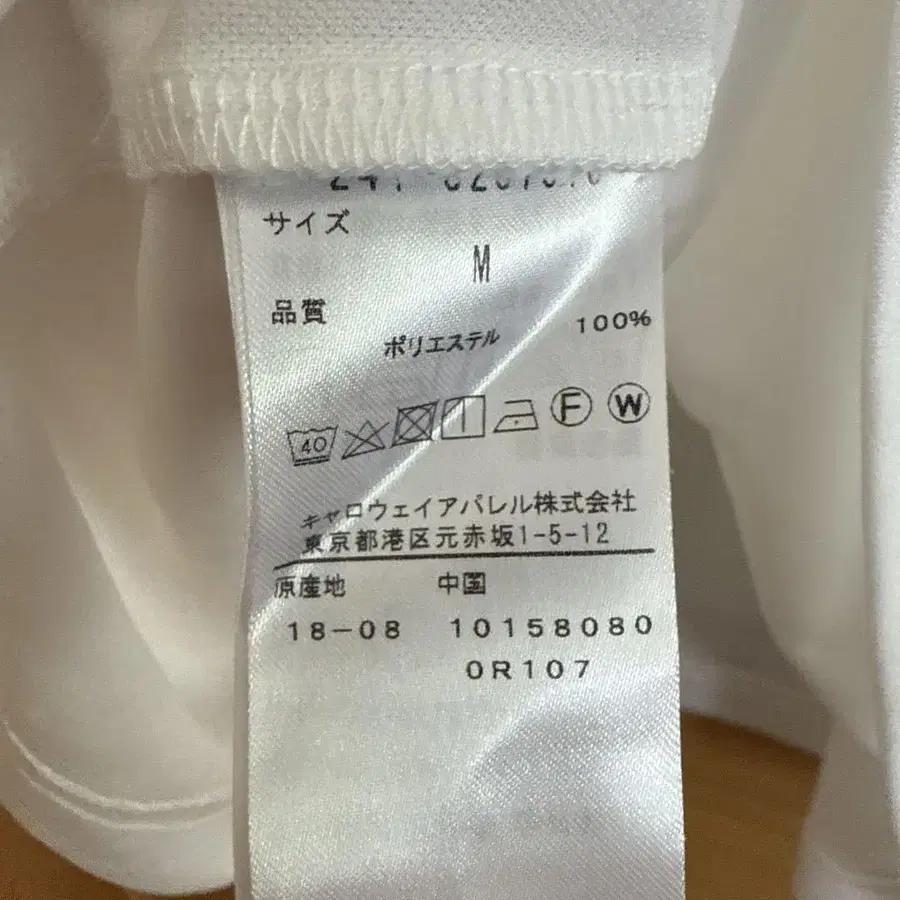 サイズ
M
品質
ポリエステル 100%
40 F W
キャロウェイアパレル株式会社
東京都港区元赤坂1-5-12
原産地 中国
18-08 10158080
0R107